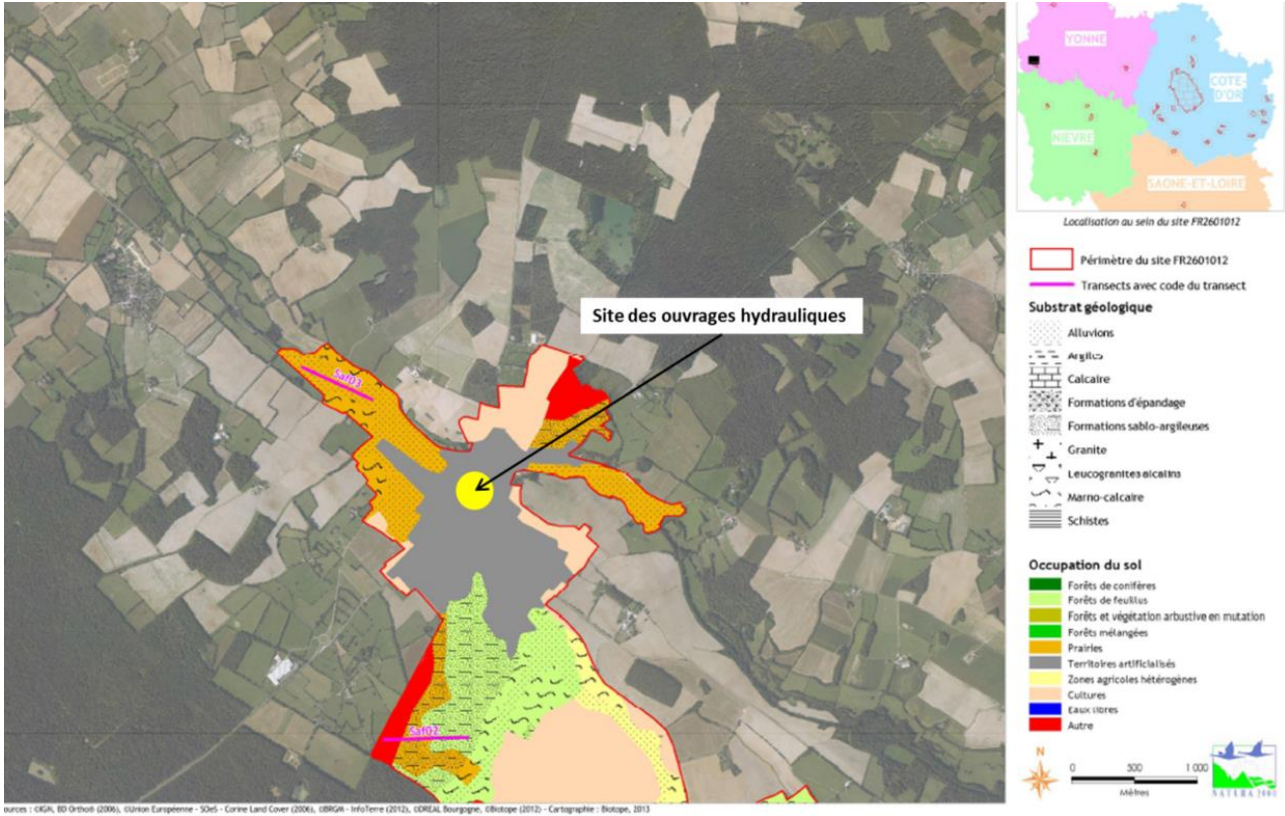 YONNE
COTE-
D'OR
NIEVRE
SAONE-ET-LOIRE
Localisation au sein du site FR2601012
Site des ouvrages hydrauliques
Saf03
Saf02
Périmètre du site FR2601012
Transects avec code du transect
Substrat géologique
Alluvions
Argiles
Calcaire
Formations d'épandage
Formations sablo-argileuses
Granite
Leucogranites alcalins
Marno-calcaire
Schistes
Occupation du sol
Forêts de conifères
Forêts de feuillus
Forêts et végétation arbustive en mutation
Forêts mélangées
Prairies
Territoires artificialisés
Zones agricoles hétérogènes
Cultures
Eaux libres
Autre
N
0 500 1 000
Mètres
NATURA 2000
ources : ©IGN, BD Ortho® (2006), ©Union Européenne - SOeS - Corine Land Cover (2006), ©BRGM - InfoTerre (2012), ©DREAL Bourgogne, ©Biotope (2012) - Cartographie : Biotope, 2013